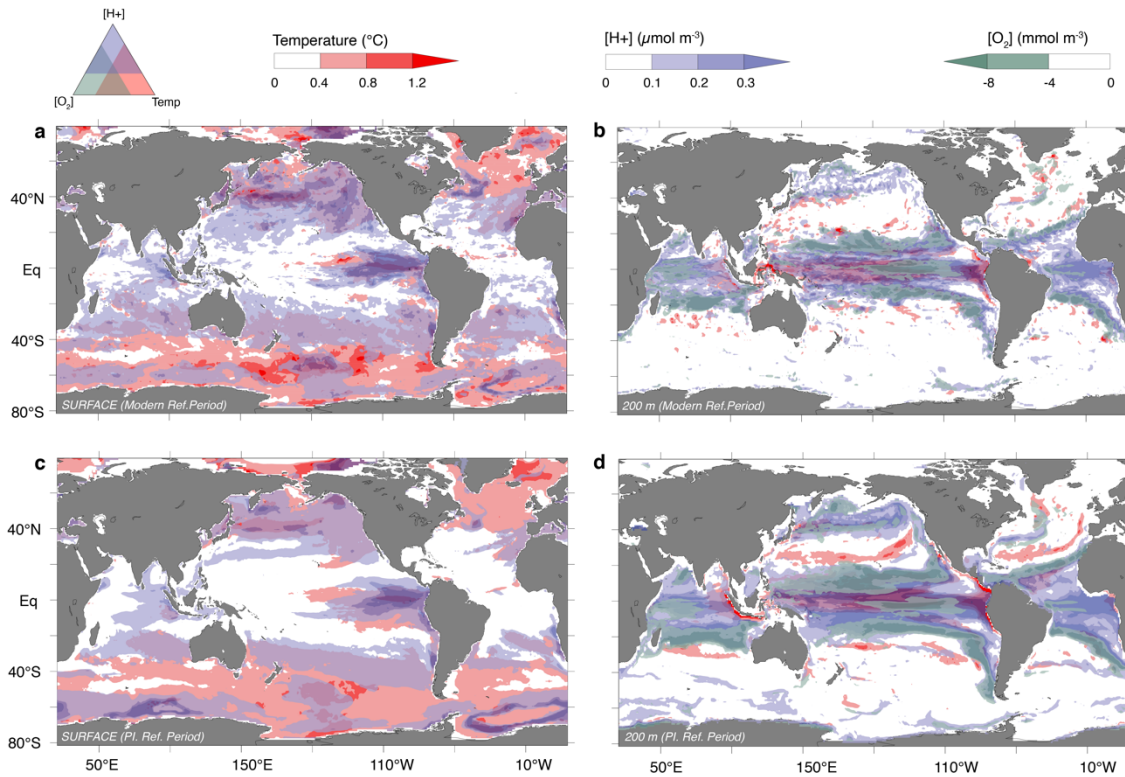 [H+]
[O₂]
Temp
Temperature (°C)
0 0.4 0.8 1.2
[H+] (µmol m⁻³)
0 0.1 0.2 0.3
[O₂] (mmol m⁻³)
-8 -4 0
a
40°N
Eq
40°S
80°S
SURFACE (Modern Ref.Period)
b
200 m (Modern Ref.Period)
c
40°N
Eq
40°S
80°S
SURFACE (PI. Ref. Period)
50°E 150°E 110°W 10°W
d
200 m (PI. Ref. Period)
50°E 150°E 110°W 10°W